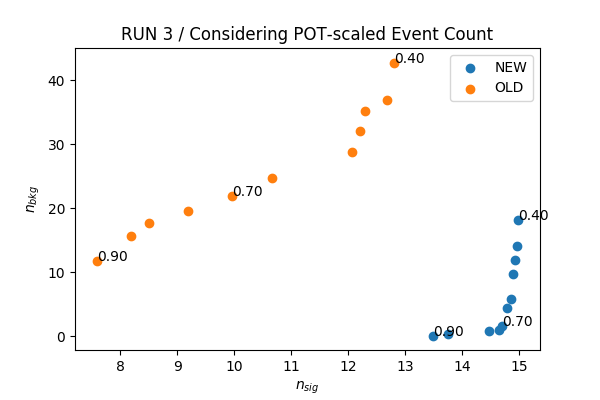 RUN 3 / Considering POT-scaled Event Count
NEW
OLD
0.40
0.70
0.90
0.40
0.70
0.90
40
30
20
10
0
n_bkg
8 9 10 11 12 13 14 15
n_sig